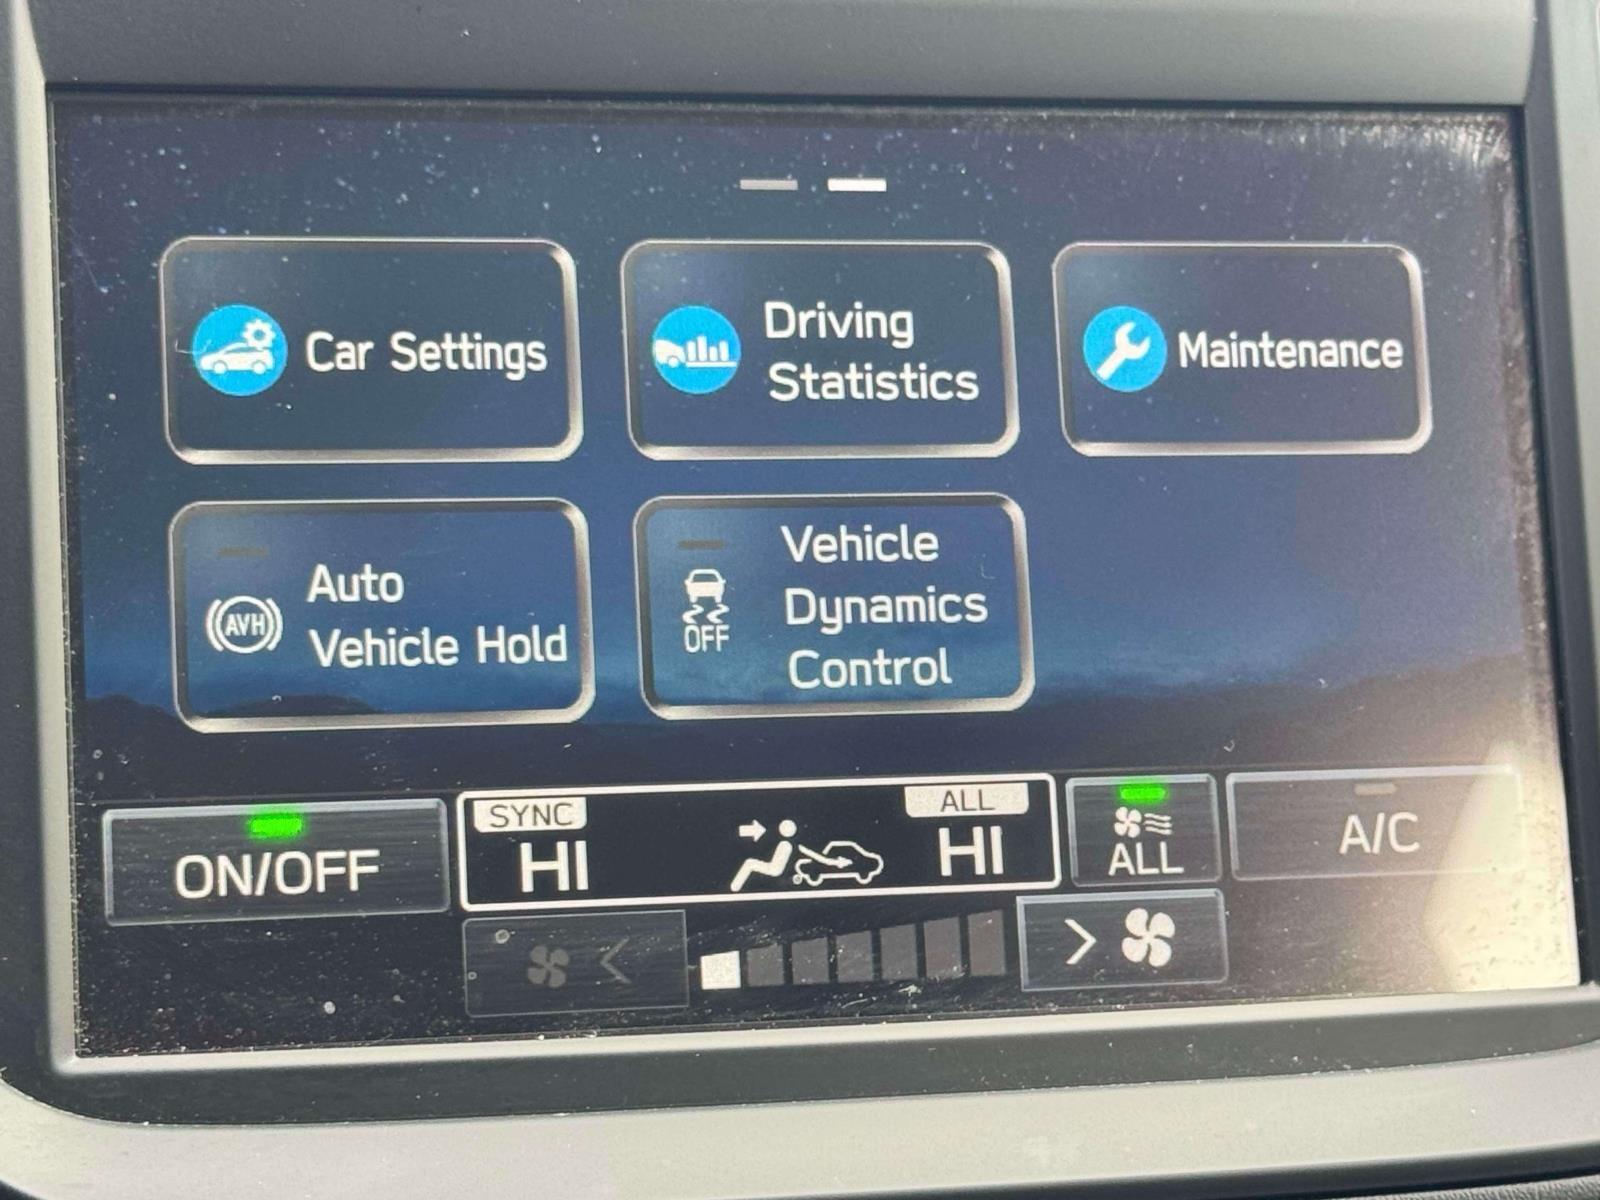 Car Settings
Driving
Statistics
Maintenance
AVH
Auto
Vehicle Hold
OFF
Vehicle
Dynamics
Control
ON/OFF
SYNC
HI
ALL
HI
ALL
A/C